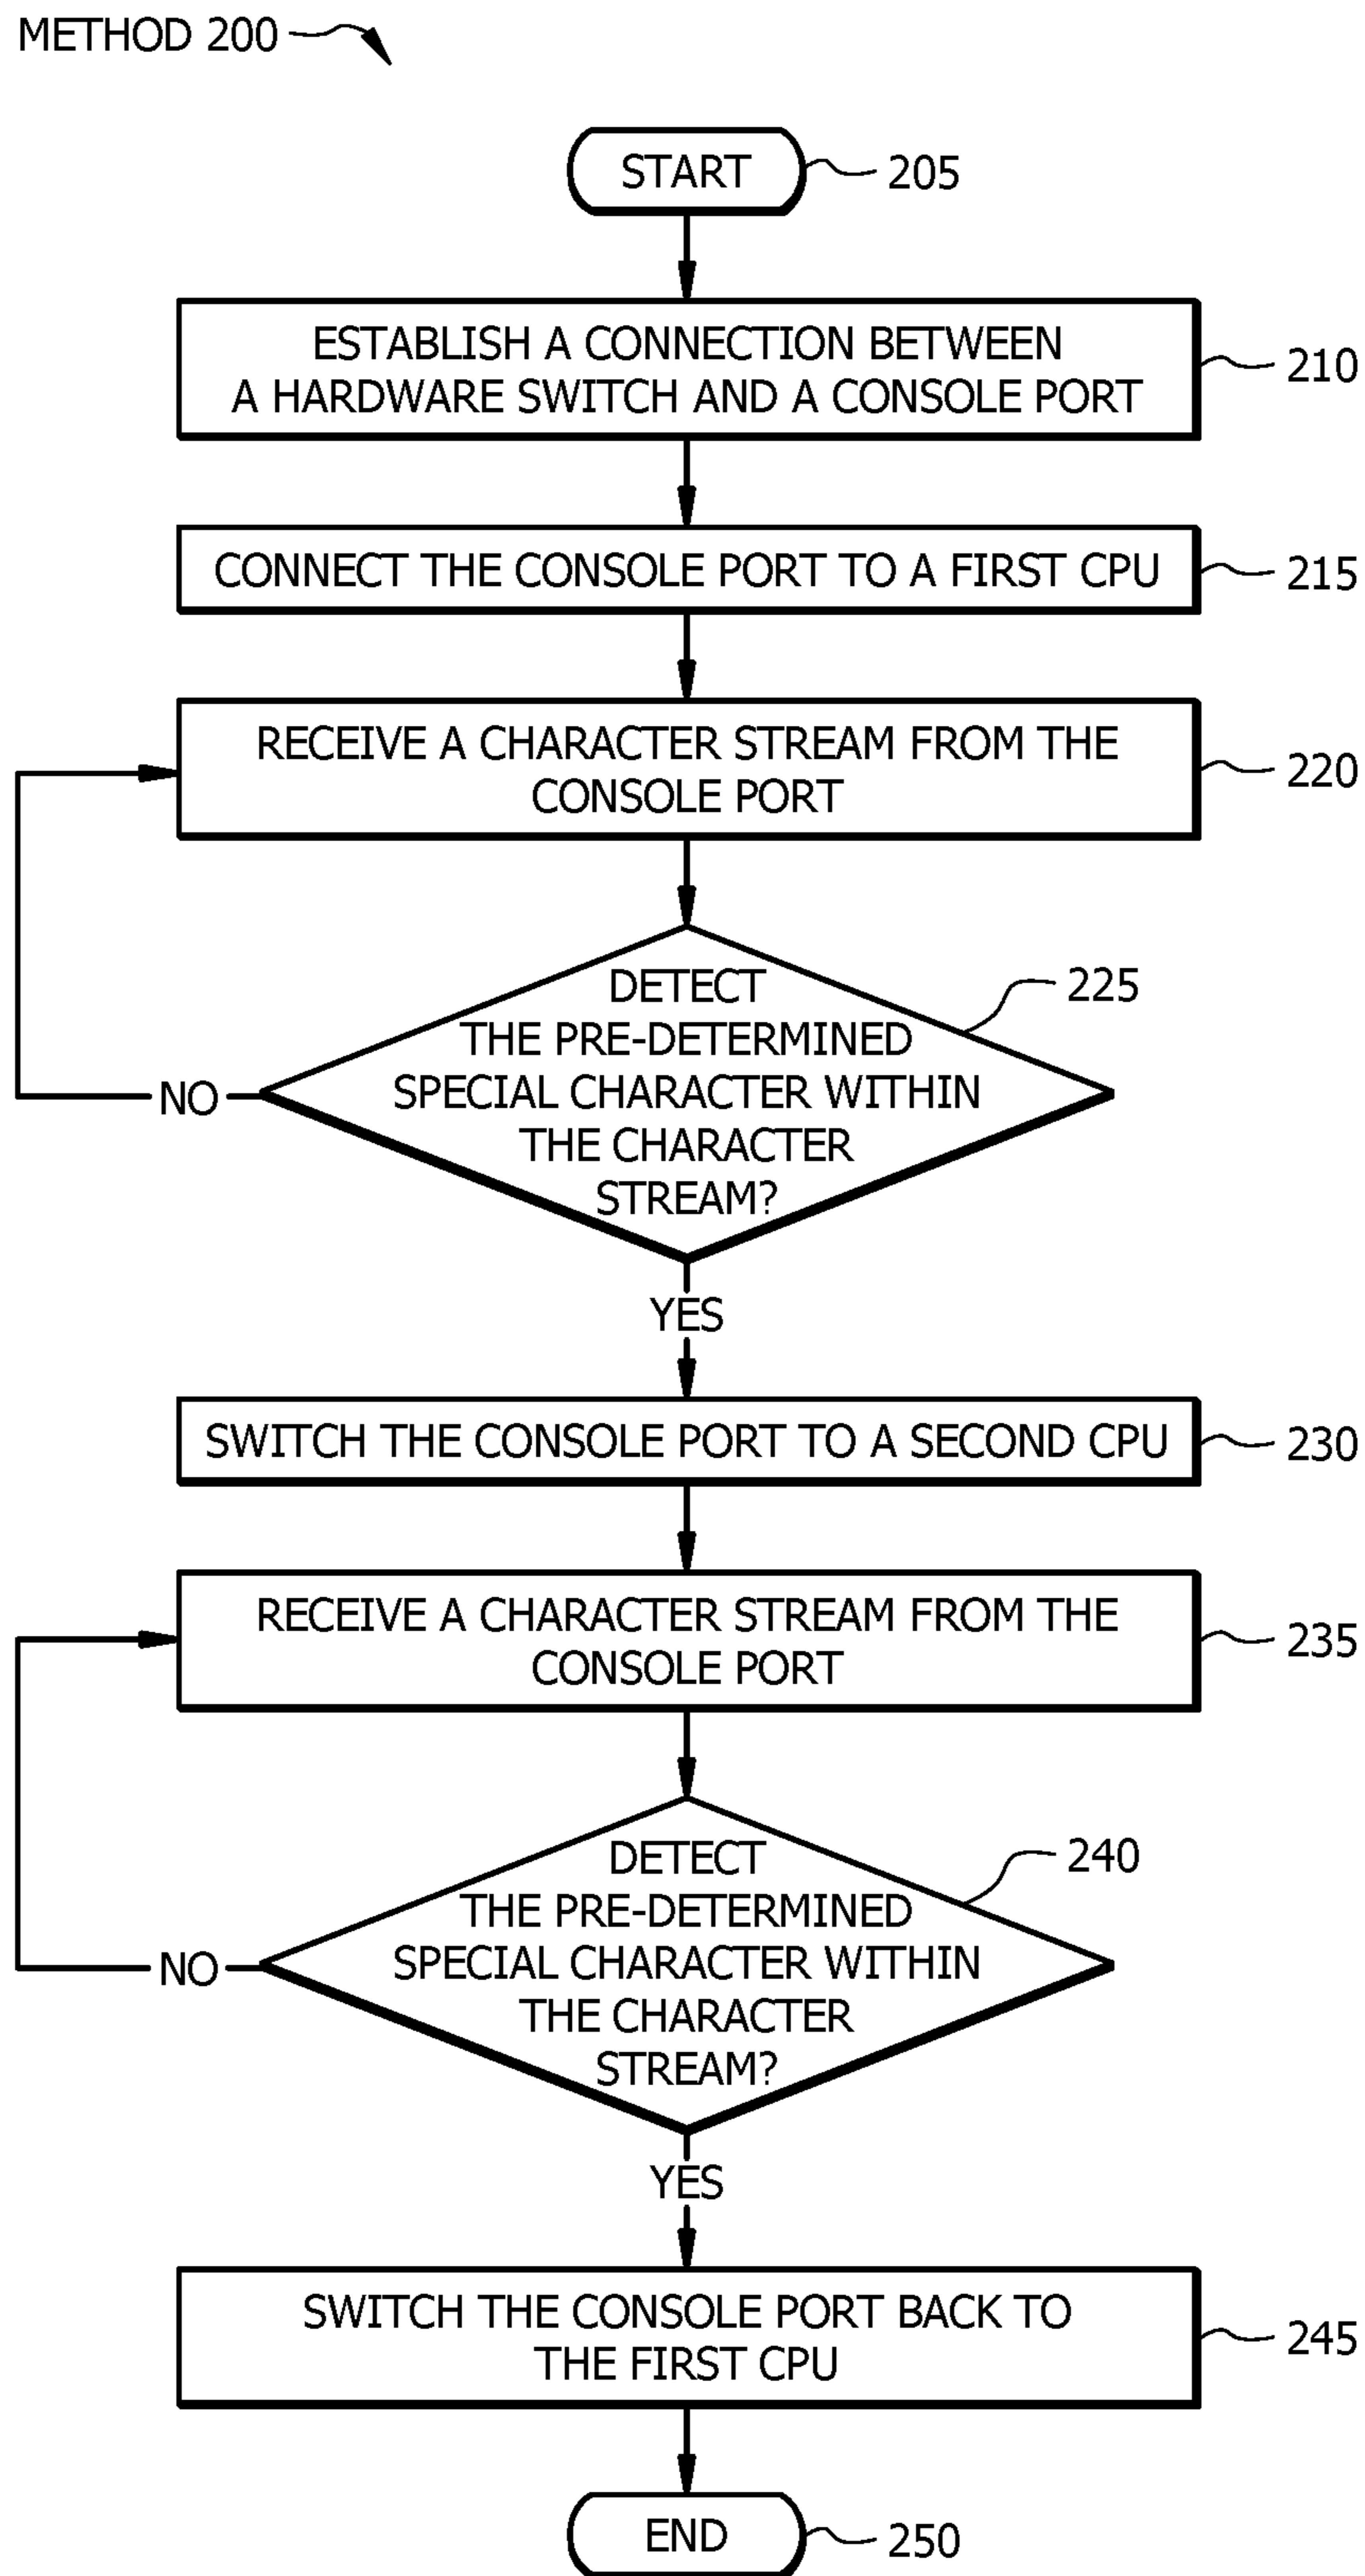 METHOD 200
START
205
ESTABLISH A CONNECTION BETWEEN
A HARDWARE SWITCH AND A CONSOLE PORT
210
CONNECT THE CONSOLE PORT TO A FIRST CPU
215
RECEIVE A CHARACTER STREAM FROM THE
CONSOLE PORT
220
DETECT
THE PRE-DETERMINED
SPECIAL CHARACTER WITHIN
THE CHARACTER
STREAM?
225
NO
YES
SWITCH THE CONSOLE PORT TO A SECOND CPU
230
RECEIVE A CHARACTER STREAM FROM THE
CONSOLE PORT
235
DETECT
THE PRE-DETERMINED
SPECIAL CHARACTER WITHIN
THE CHARACTER
STREAM?
240
NO
YES
SWITCH THE CONSOLE PORT BACK TO
THE FIRST CPU
245
END
250